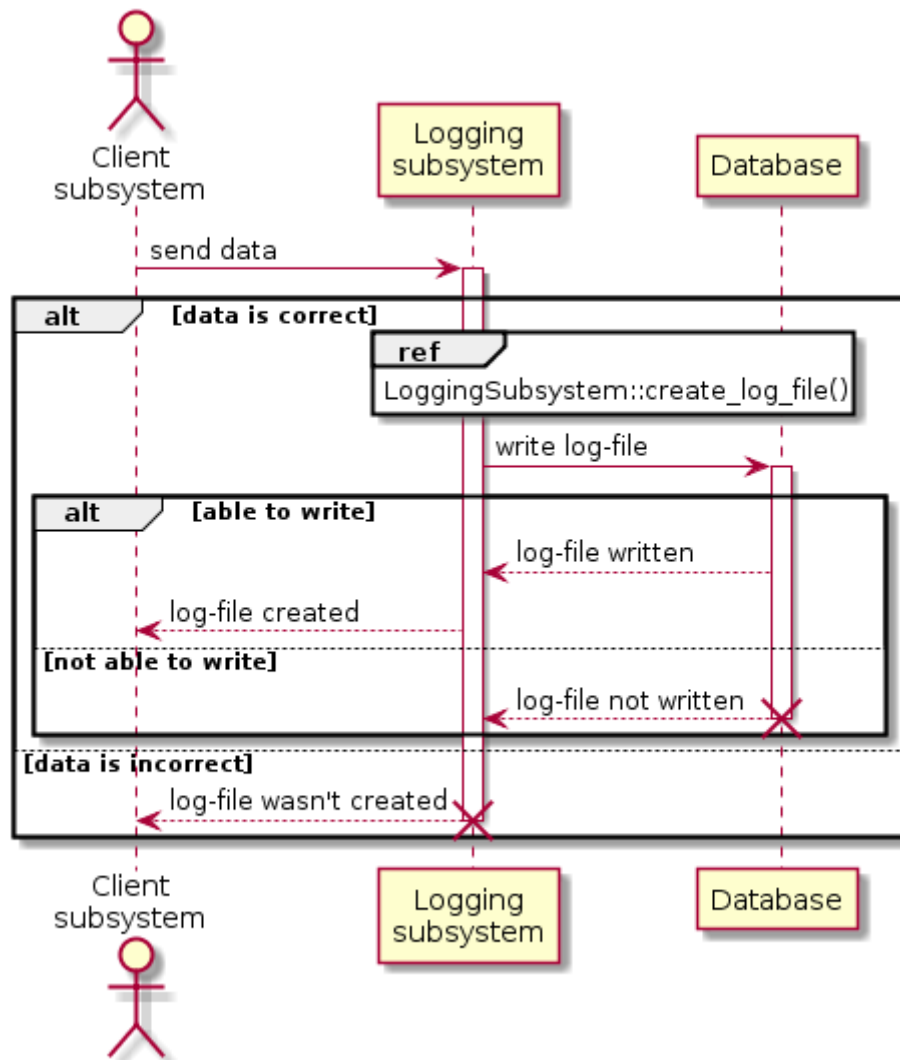 Client
subsystem
Logging
subsystem
Database
send data
alt [data is correct]
ref
LoggingSubsystem::create_log_file()
write log-file
alt [able to write]
log-file written
log-file created
[not able to write]
log-file not written
[data is incorrect]
log-file wasn't created
Client
subsystem
Logging
subsystem
Database